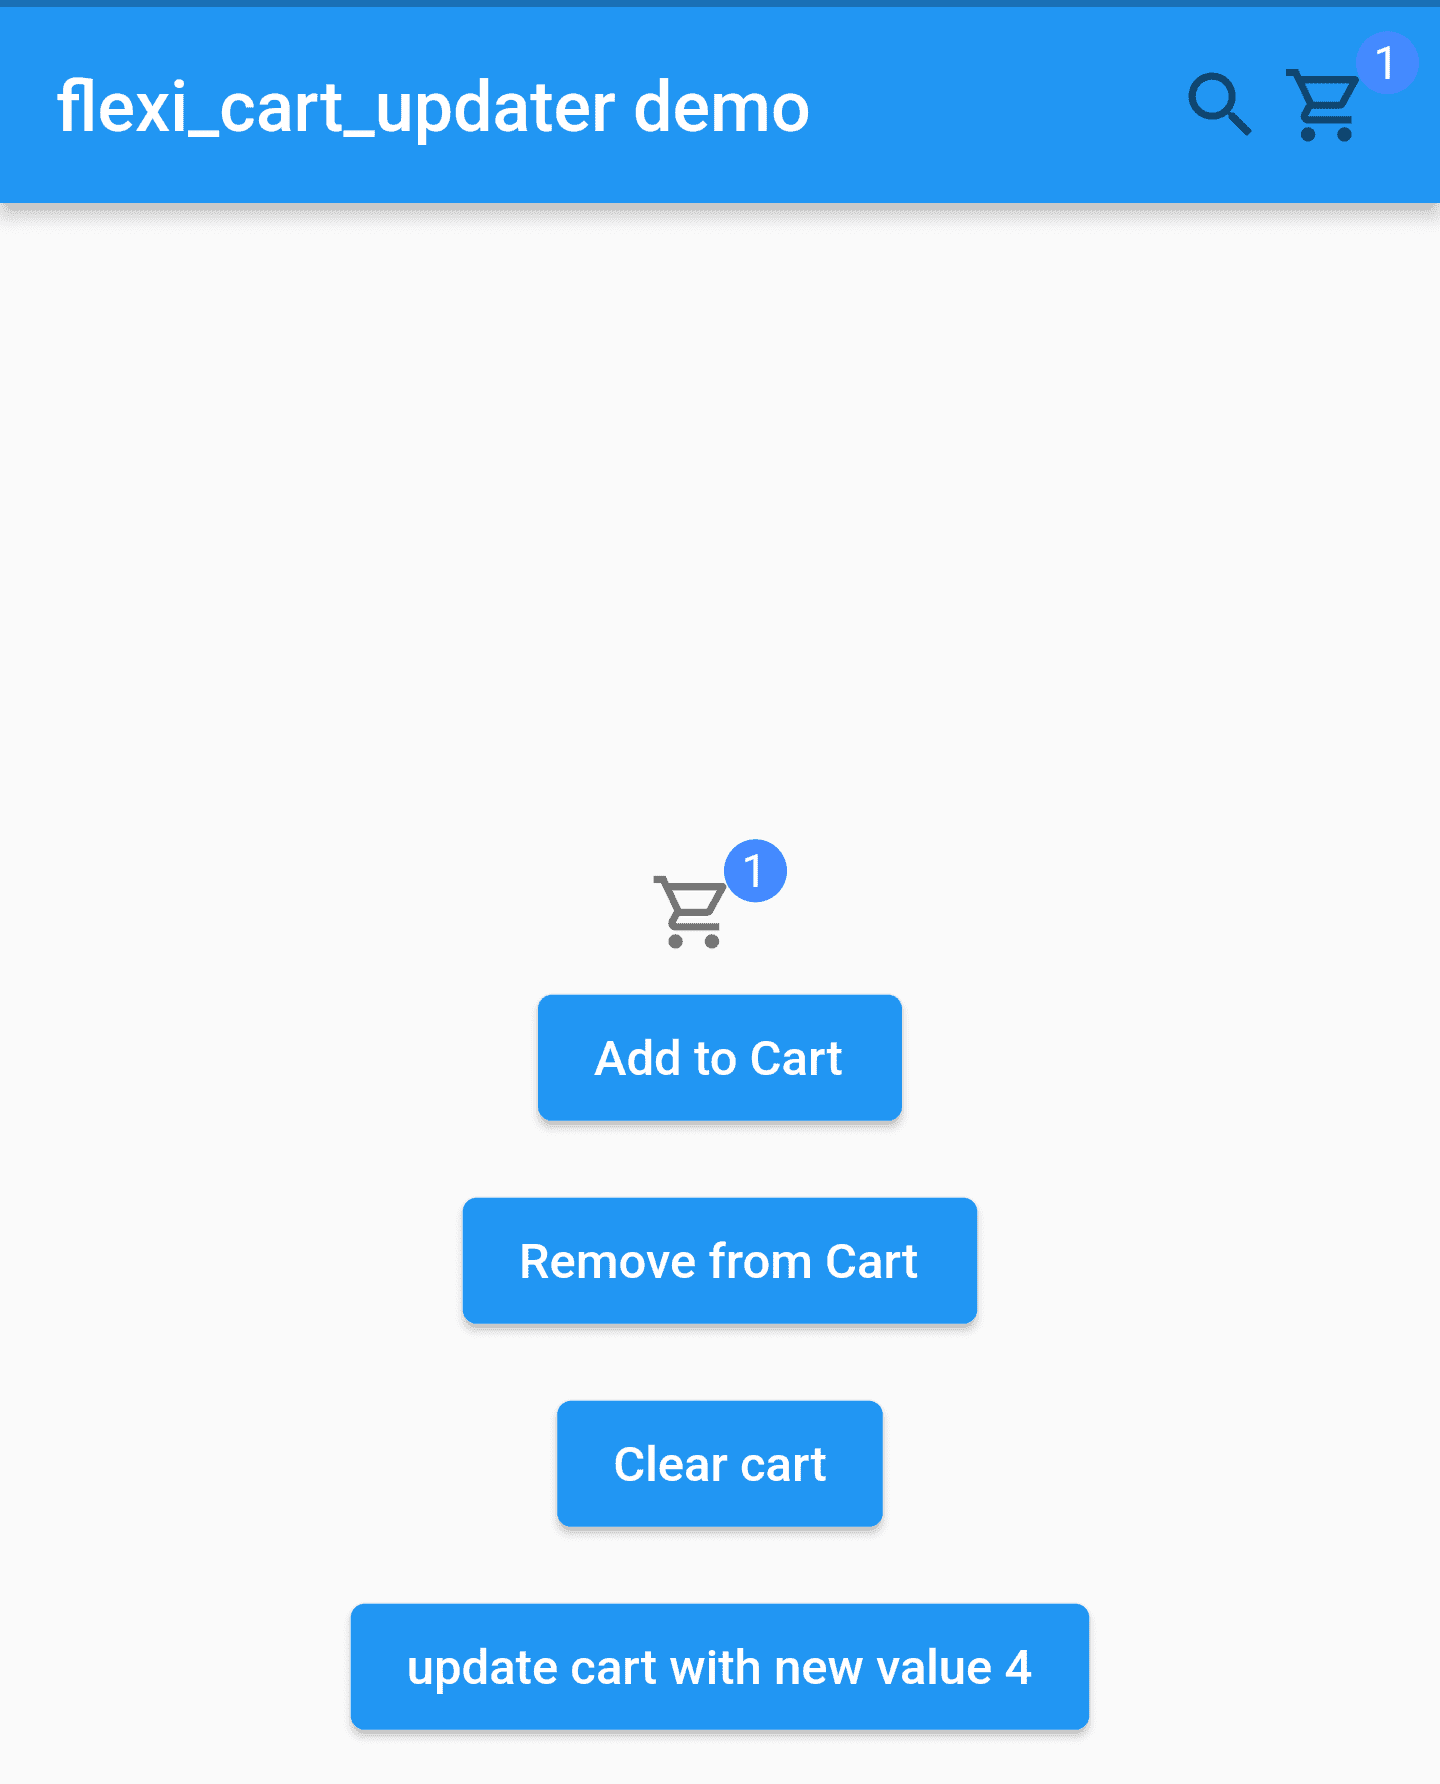 flexi_cart_updater demo
1
1
Add to Cart
Remove from Cart
Clear cart
update cart with new value 4